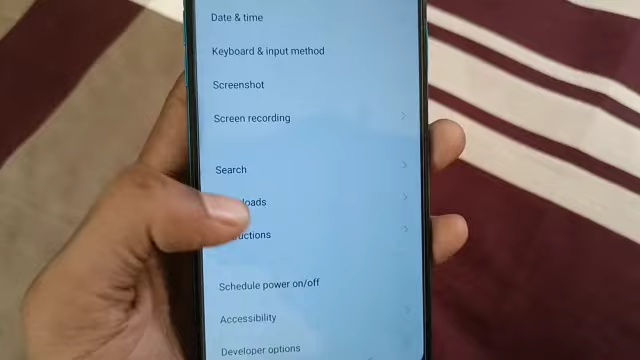 Date & time
Keyboard & input method
Screenshot
Screen recording
Search
loads
uctions
Schedule power on/off
Accessibility
Developer options